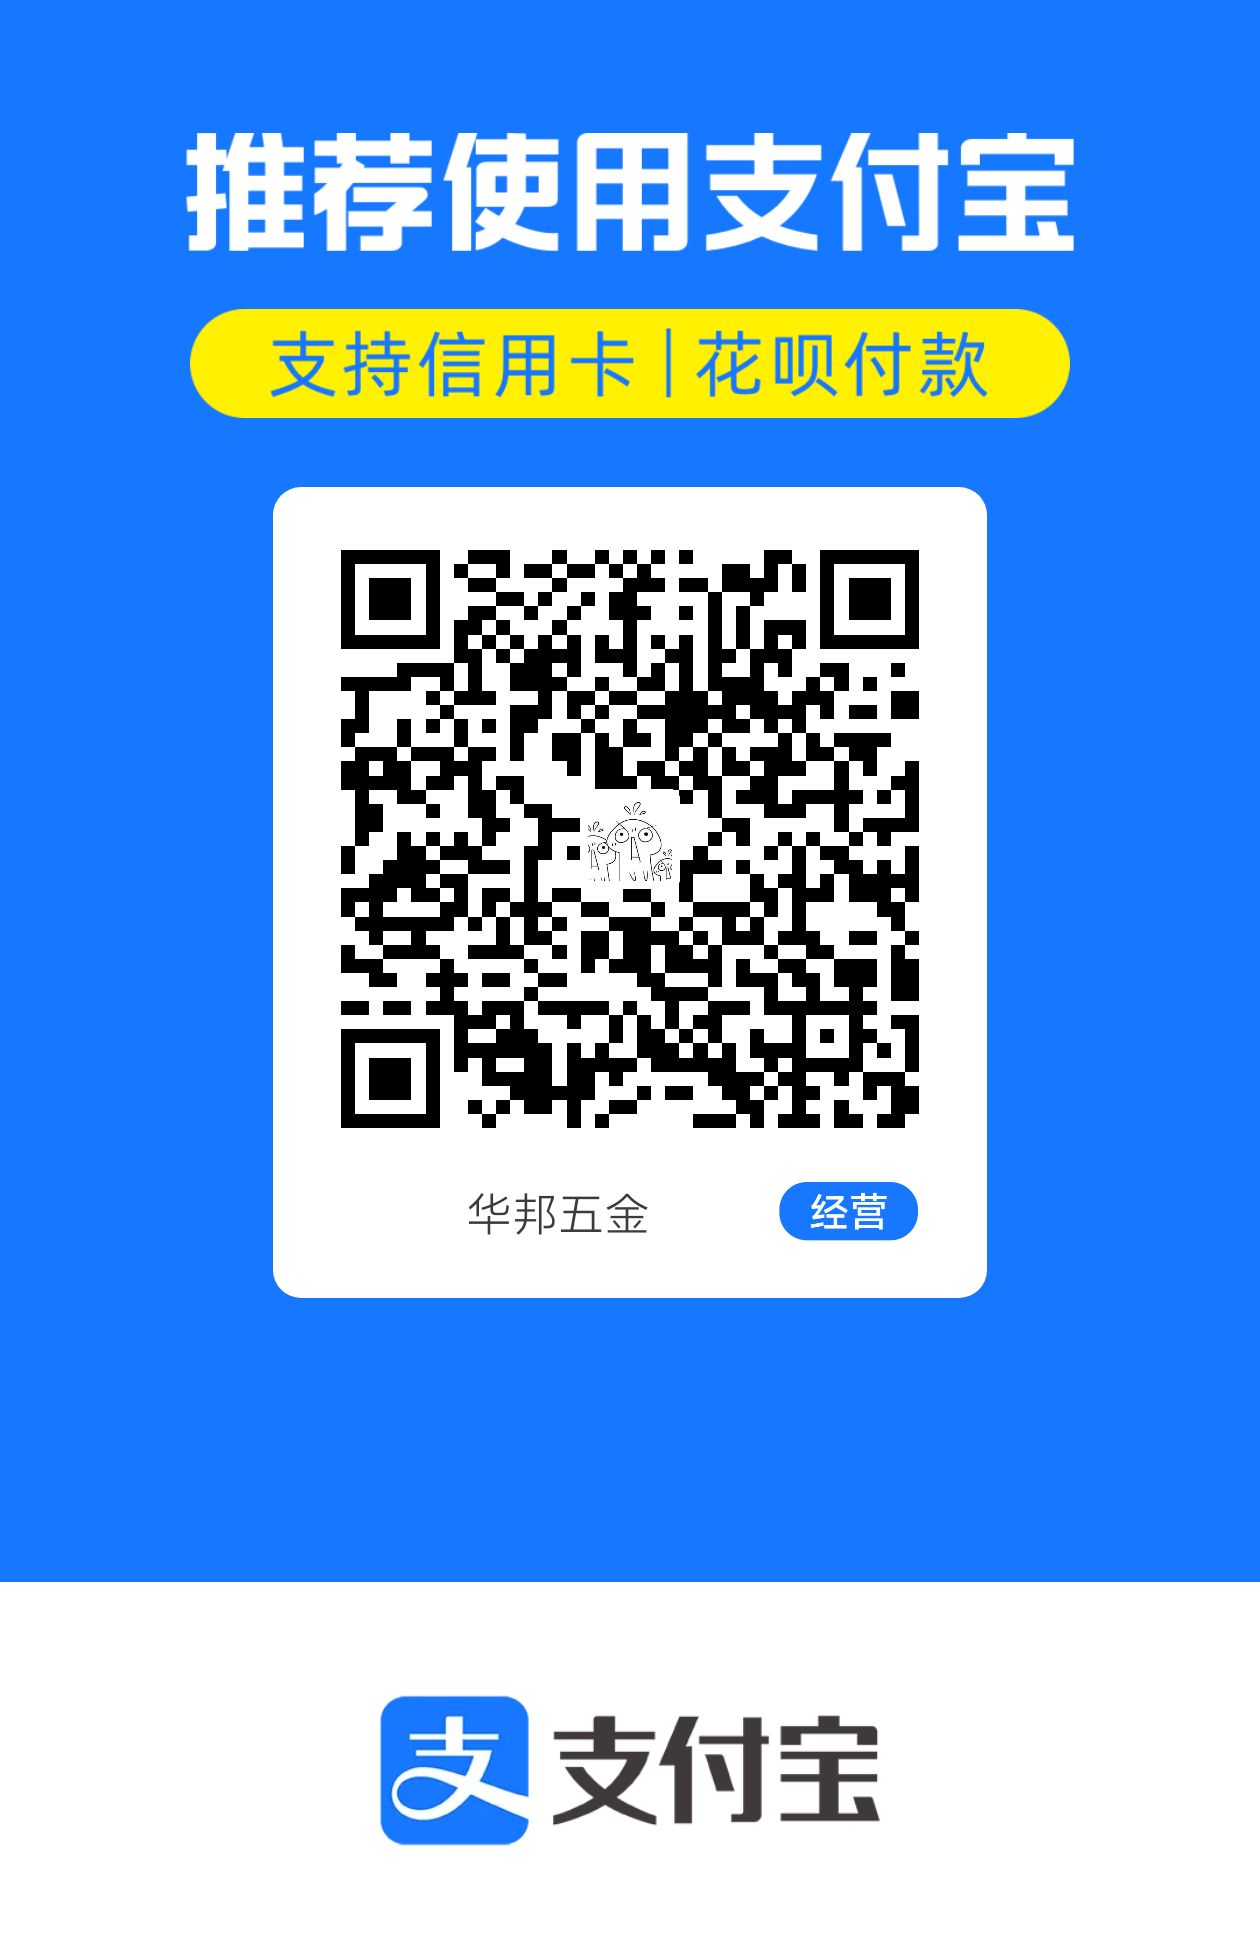 推荐使用支付宝
支持信用卡|花呗付款
华邦五金 经营
支付宝